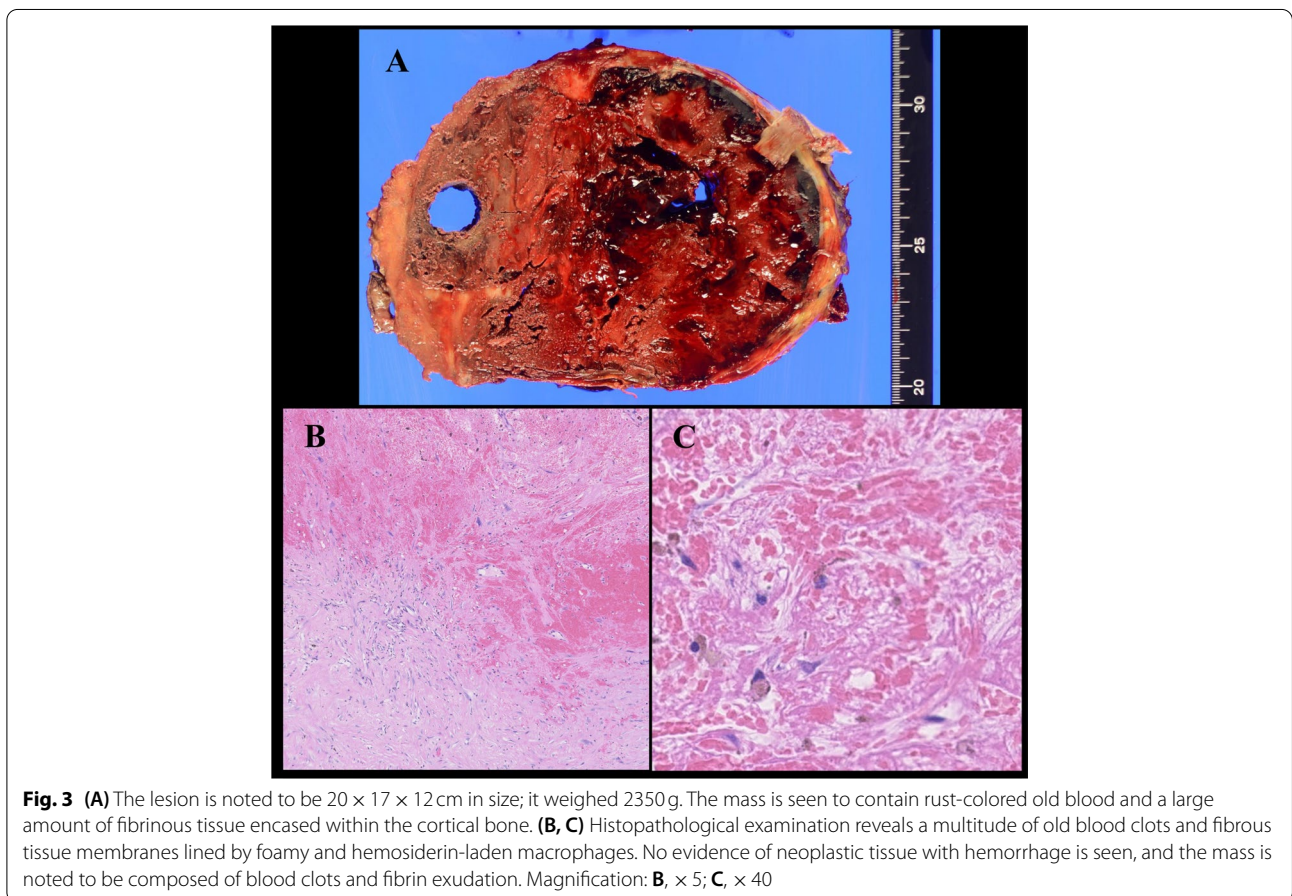 A
30
25
20
B
C
Fig. 3 (A) The lesion is noted to be 20 × 17 × 12 cm in size; it weighed 2350 g. The mass is seen to contain rust-colored old blood and a large
amount of fibrinous tissue encased within the cortical bone. (B, C) Histopathological examination reveals a multitude of old blood clots and fibrous
tissue membranes lined by foamy and hemosiderin-laden macrophages. No evidence of neoplastic tissue with hemorrhage is seen, and the mass is
noted to be composed of blood clots and fibrin exudation. Magnification: B, × 5; C, × 40